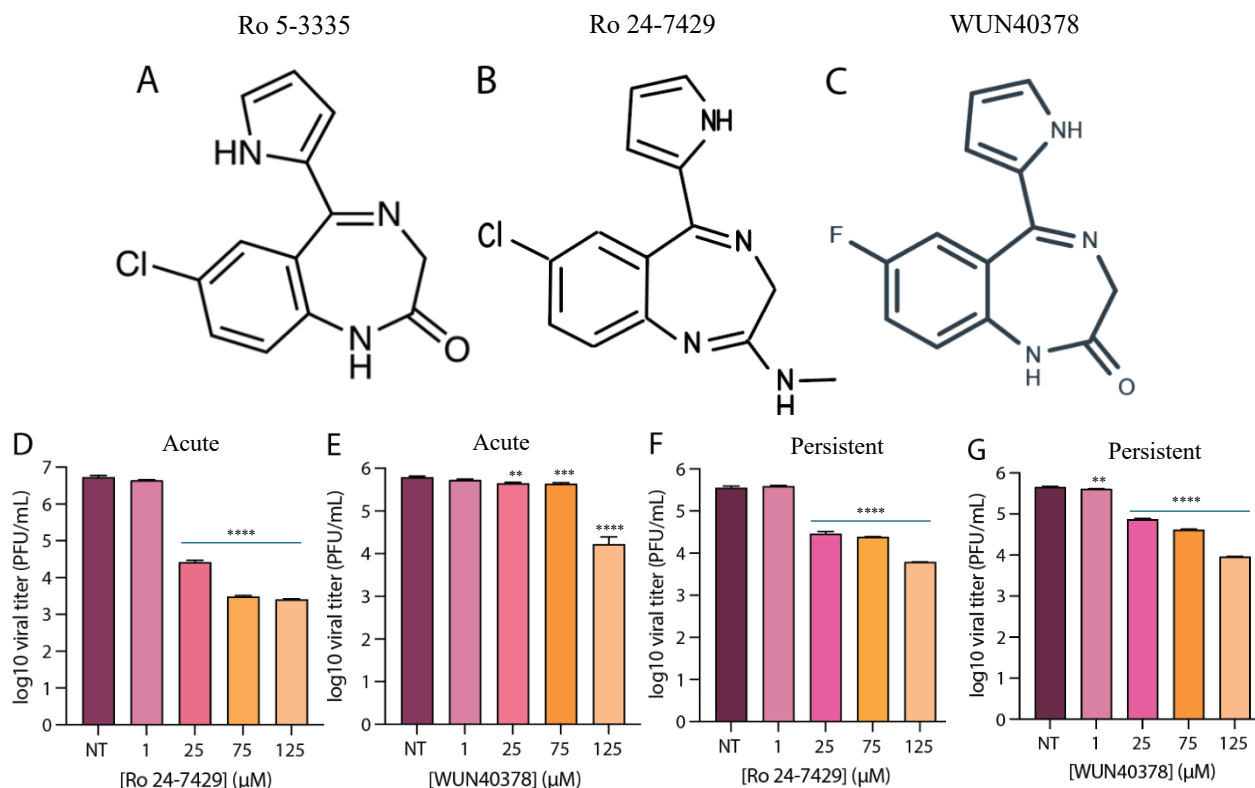 Ro 5-3335
Ro 24-7429
WUN40378
A
B
C
HN
N
Cl
N
H
O
NH
Cl
N
N
N
H
NH
F
N
N
H
O
D
Acute
log10 viral titer (PFU/mL)
7
6
5
4
3
2
1
0
****
NT 1 25 75 125
[Ro 24-7429] (µM)
E
Acute
log10 viral titer (PFU/mL)
6
5
4
3
2
1
0
** ***
****
NT 1 25 75 125
[WUN40378] (µM)
F
Persistent
log10 viral titer (PFU/mL)
6
5
4
3
2
1
0
****
NT 1 25 75 125
[Ro 24-7429] (µM)
G
Persistent
log10 viral titer (PFU/mL)
6
5
4
3
2
1
0
** ****
NT 1 25 75 125
[WUN40378] (µM)